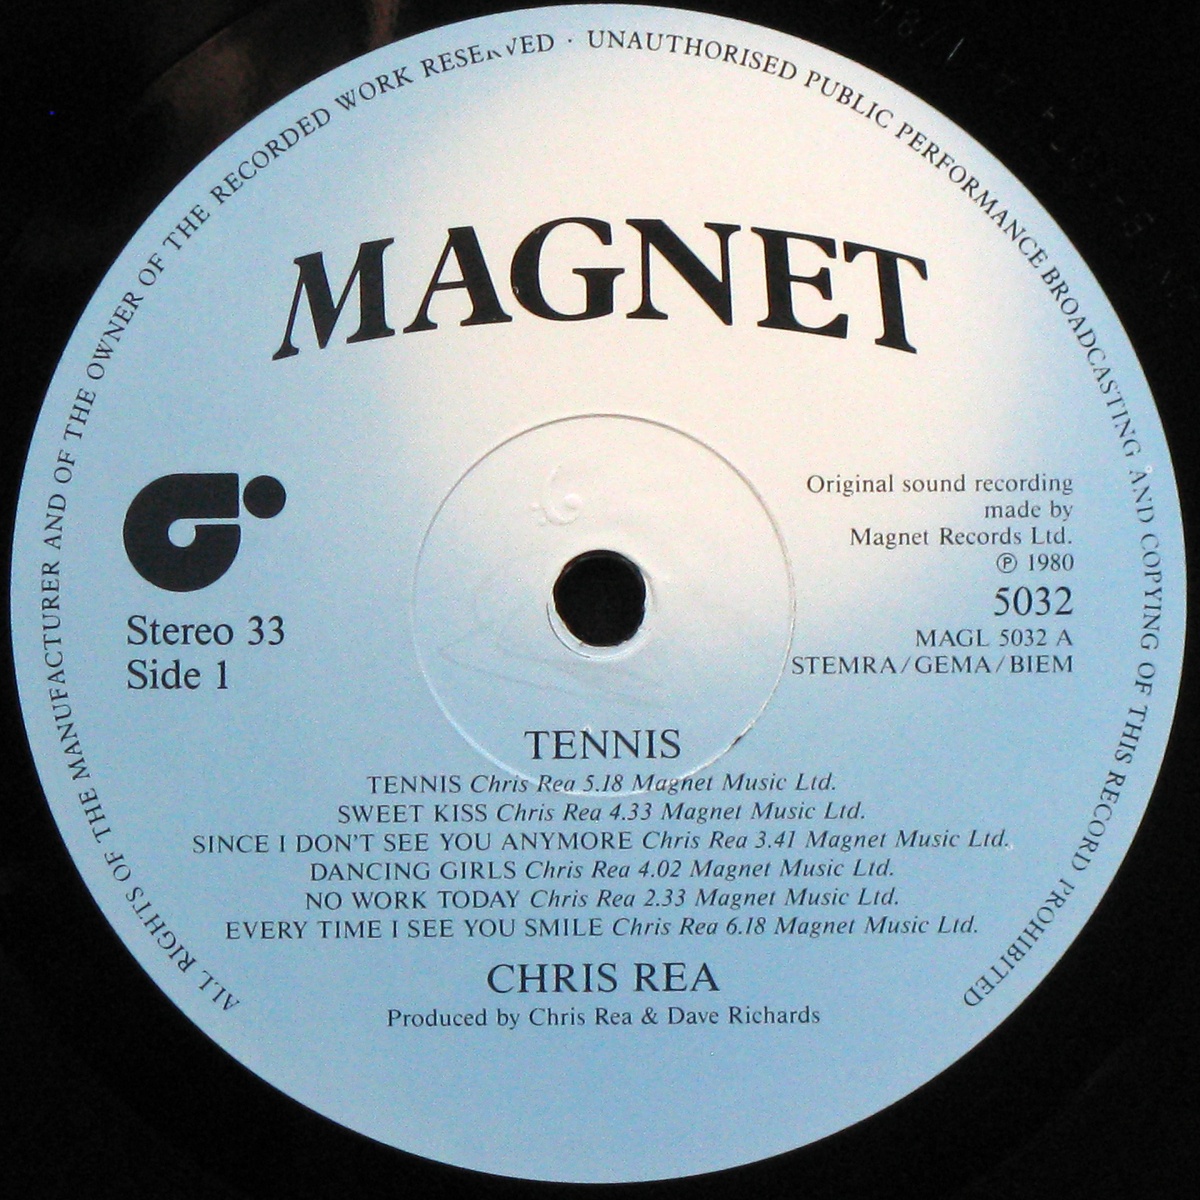 ALL RIGHTS OF THE MANUFACTURER AND OF THE OWNER OF THE RECORDED WORK RESERVED · UNAUTHORISED PUBLIC PERFORMANCE BROADCASTING AND COPYING OF THIS RECORD PROHIBITED
MAGNET
Original sound recording
made by
Magnet Records Ltd.
℗ 1980
5032
MAGL 5032 A
STEMRA/GEMA/BIEM
Stereo 33
Side 1
TENNIS
TENNIS Chris Rea 5.18 Magnet Music Ltd.
SWEET KISS Chris Rea 4.33 Magnet Music Ltd.
SINCE I DON'T SEE YOU ANYMORE Chris Rea 3.41 Magnet Music Ltd.
DANCING GIRLS Chris Rea 4.02 Magnet Music Ltd.
NO WORK TODAY Chris Rea 2.33 Magnet Music Ltd.
EVERY TIME I SEE YOU SMILE Chris Rea 6.18 Magnet Music Ltd.
CHRIS REA
Produced by Chris Rea & Dave Richards